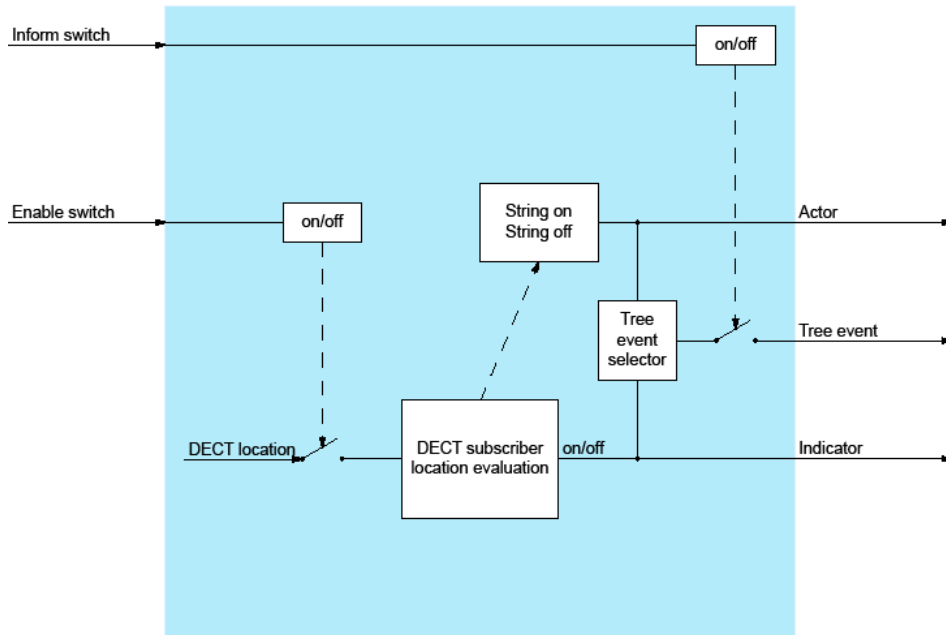 Inform switch
on/off
Enable switch
on/off
String on
String off
Actor
Tree
event
selector
Tree event
DECT location
DECT subscriber
location evaluation
on/off
Indicator